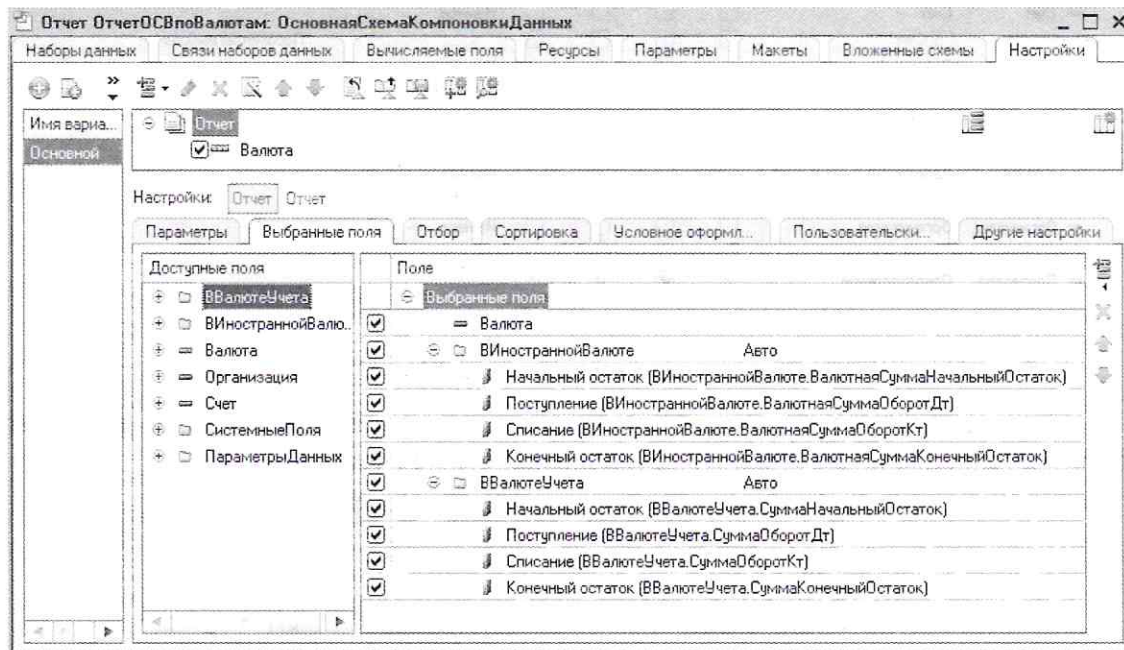 Отчет ОтчетОСВпоВалютам: ОсновнаяСхемаКомпоновкиДанных
Наборы данных Связи наборов данных Вычисляемые поля Ресурсы Параметры Макеты Вложенные схемы Настройки
Имя вариа... Отчет
Основной Валюта
Настройки: Отчет Отчет
Параметры Выбранные поля Отбор Сортировка Условное оформл... Пользовательски... Другие настройки
Доступные поля Поле
ВВалютеУчета Выбранные поля
ВИностранной​Валю.. Валюта
Валюта ВИностраннойВалюте Авто
Организация Начальный остаток (ВИностраннойВалюте.ВалютнаяСуммаНачальныйОстаток)
Счет Поступление (ВИностраннойВалюте.ВалютнаяСуммаОборотДт)
СистемныеПоля Списание (ВИностраннойВалюте.ВалютнаяСуммаОборотКт)
ПараметрыДанных Конечный остаток (ВИностраннойВалюте.ВалютнаяСуммаКонечныйОстаток)
ВВалютеУчета Авто
Начальный остаток (ВВалютеУчета.СуммаНачальныйОстаток)
Поступление (ВВалютеУчета.СуммаОборотДт)
Списание (ВВалютеУчета.СуммаОборотКт)
Конечный остаток (ВВалютеУчета.СуммаКонечныйОстаток)